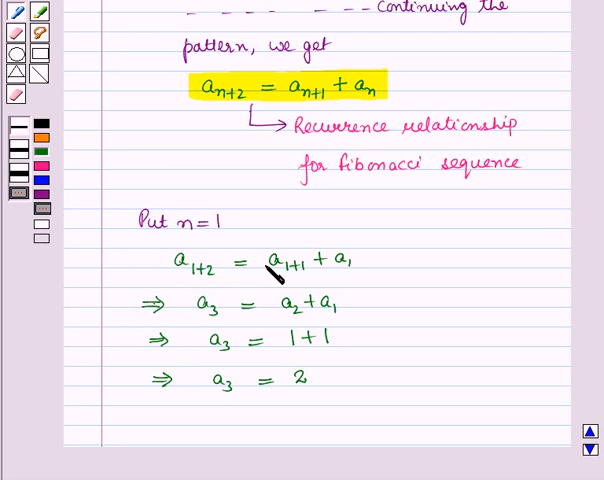 – – – – – – – – – – Continuing the
pattern, we get
aₙ₊₂ = aₙ₊₁ + aₙ
Recurrence relationship
for fibonacci sequence
Put n=1
a₁₊₂ = a₁₊₁ + a₁
⇒ a₃ = a₂ + a₁
⇒ a₃ = 1+1
⇒ a₃ = 2